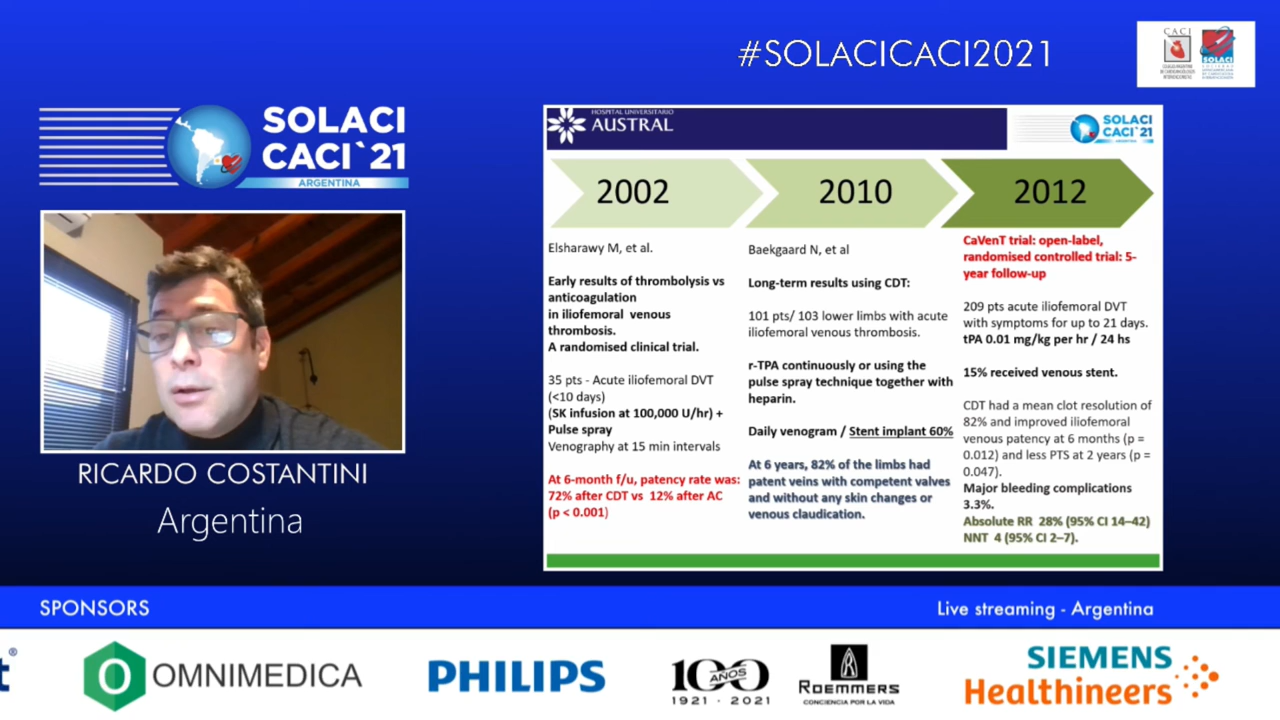 #SOLACICACI2021
CACI
SOLACI
SOLACI
CACI`21
ARGENTINA
HOSPITAL UNIVERSITARIO
AUSTRAL
SOLACI
CACI`21
ARGENTINA
2002
2010
2012
Elsharawy M, et al.
Early results of thrombolysis vs
anticoagulation
in iliofemoral venous
thrombosis.
A randomised clinical trial.
35 pts - Acute iliofemoral DVT
(<10 days)
(SK infusion at 100,000 U/hr) +
Pulse spray
Venography at 15 min intervals
At 6-month f/u, patency rate was:
72% after CDT vs 12% after AC
(p < 0.001)
Baekgaard N, et al
Long-term results using CDT:
101 pts/ 103 lower limbs with acute
iliofemoral venous thrombosis.
r-TPA continuously or using the
pulse spray technique together with
heparin.
Daily venogram / Stent implant 60%
At 6 years, 82% of the limbs had
patent veins with competent valves
and without any skin changes or
venous claudication.
CaVenT trial: open-label,
randomised controlled trial: 5-
year follow-up
209 pts acute iliofemoral DVT
with symptoms for up to 21 days.
tPA 0.01 mg/kg per hr / 24 hs
15% received venous stent.
CDT had a mean clot resolution of
82% and improved iliofemoral
venous patency at 6 months (p =
0.012) and less PTS at 2 years (p =
0.047).
Major bleeding complications
3.3%.
Absolute RR 28% (95% CI 14–42)
NNT 4 (95% CI 2–7).
RICARDO COSTANTINI
Argentina
SPONSORS
Live streaming - Argentina
t®
OMNIMEDICA
PHILIPS
100
AÑOS
1921 · 2021
ROEMMERS
CONCIENCIA POR LA VIDA
SIEMENS
Healthineers